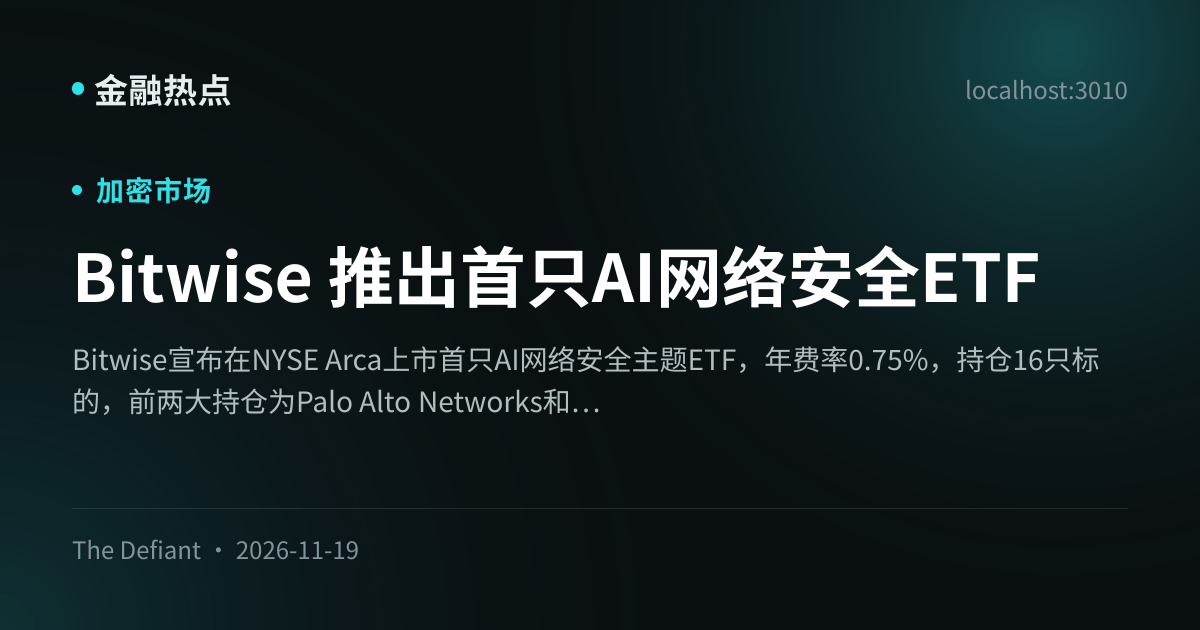 金融热点
localhost:3010
加密市场
Bitwise 推出首只AI网络安全ETF
Bitwise宣布在NYSE Arca上市首只AI网络安全主题ETF，年费率0.75%，持仓16只标
的，前两大持仓为Palo Alto Networks和…
The Defiant · 2026-11-19